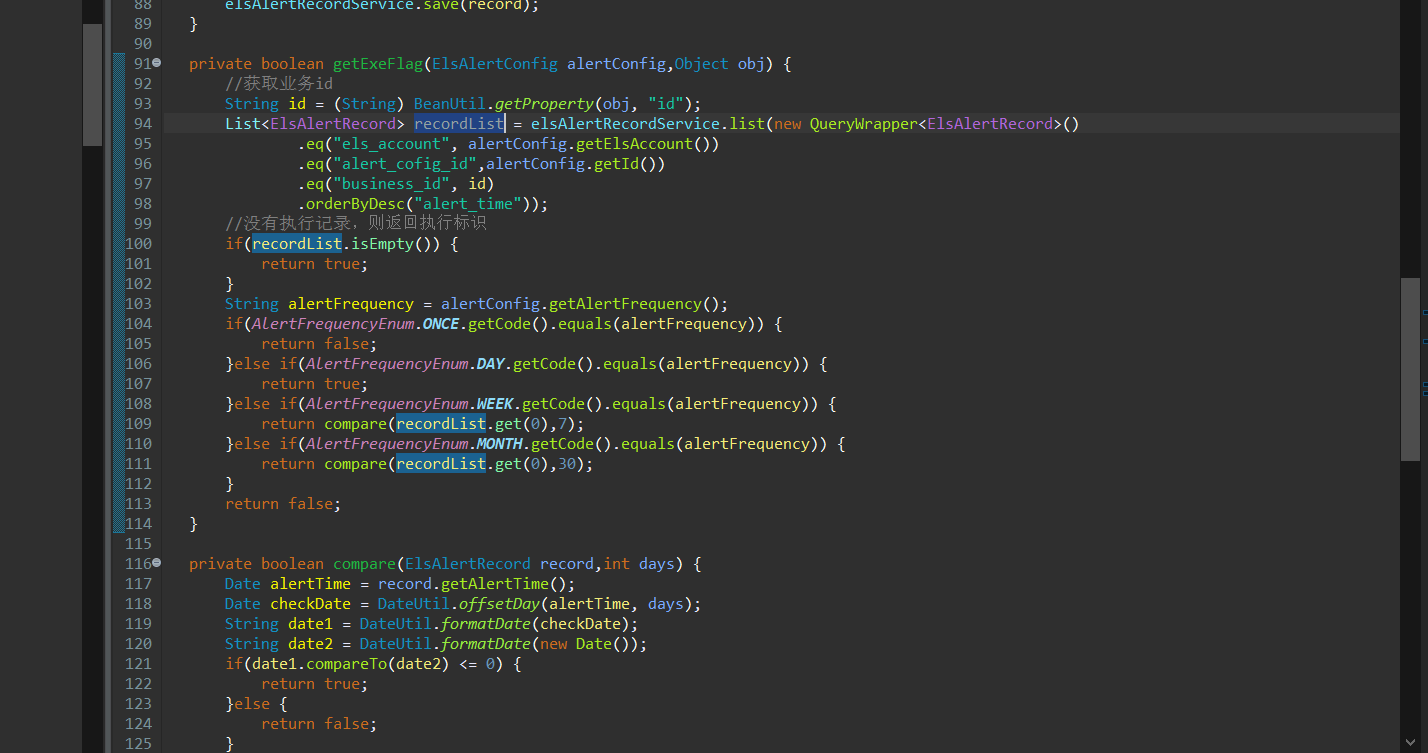 88 elsAlertRecordService.save(record);
89 }
90
91 private boolean getExeFlag(ElsAlertConfig alertConfig,Object obj) {
92 //获取业务id
93 String id = (String) BeanUtil.getProperty(obj, "id");
94 List<ElsAlertRecord> recordList = elsAlertRecordService.list(new QueryWrapper<ElsAlertRecord>()
95 .eq("els_account", alertConfig.getElsAccount())
96 .eq("alert_cofig_id",alertConfig.getId())
97 .eq("business_id", id)
98 .orderByDesc("alert_time"));
99 //没有执行记录，则返回执行标识
100 if(recordList.isEmpty()) {
101 return true;
102 }
103 String alertFrequency = alertConfig.getAlertFrequency();
104 if(AlertFrequencyEnum.ONCE.getCode().equals(alertFrequency)) {
105 return false;
106 }else if(AlertFrequencyEnum.DAY.getCode().equals(alertFrequency)) {
107 return true;
108 }else if(AlertFrequencyEnum.WEEK.getCode().equals(alertFrequency)) {
109 return compare(recordList.get(0),7);
110 }else if(AlertFrequencyEnum.MONTH.getCode().equals(alertFrequency)) {
111 return compare(recordList.get(0),30);
112 }
113 return false;
114 }
115
116 private boolean compare(ElsAlertRecord record,int days) {
117 Date alertTime = record.getAlertTime();
118 Date checkDate = DateUtil.offsetDay(alertTime, days);
119 String date1 = DateUtil.formatDate(checkDate);
120 String date2 = DateUtil.formatDate(new Date());
121 if(date1.compareTo(date2) <= 0) {
122 return true;
123 }else {
124 return false;
125 }